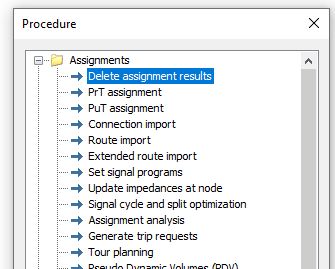 Procedure
Assignments
Delete assignment results
PrT assignment
PuT assignment
Connection import
Route import
Extended route import
Set signal programs
Update impedances at node
Signal cycle and split optimization
Assignment analysis
Generate trip requests
Tour planning
Pseudo Dynamic Volumes (PDV)